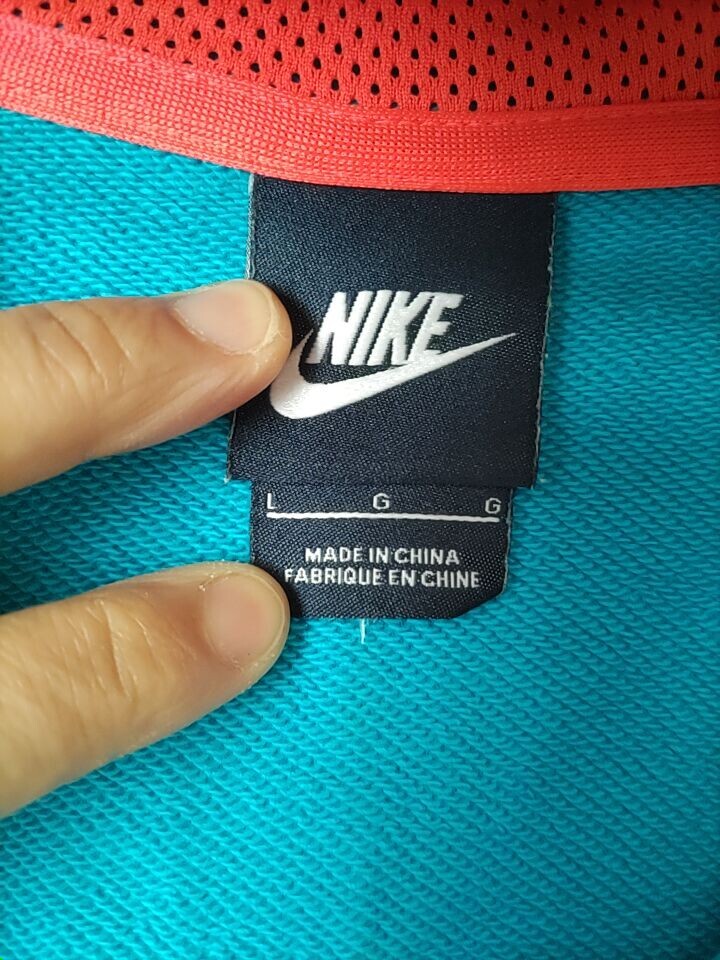 NIKE
L G G
MADE IN CHINA
FABRIQUE EN CHINE